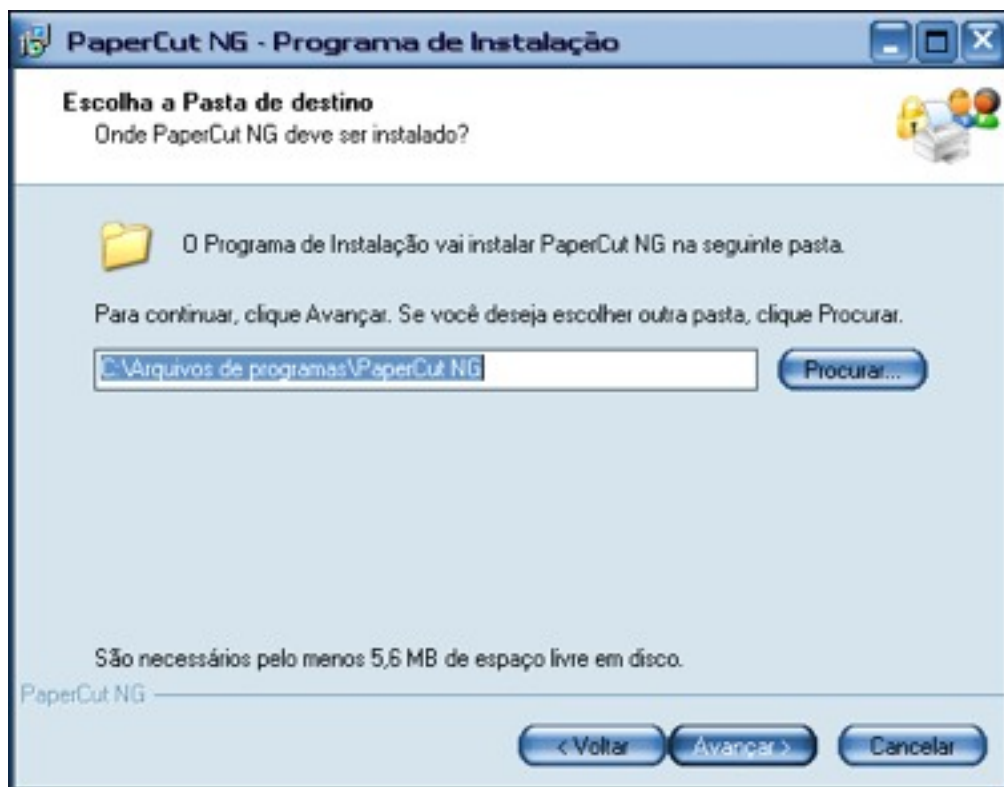 PaperCut NG - Programa de Instalação
Escolha a Pasta de destino
Onde PaperCut NG deve ser instalado?
O Programa de Instalação vai instalar PaperCut NG na seguinte pasta.
Para continuar, clique Avançar. Se você deseja escolher outra pasta, clique Procurar.
C:\Arquivos de programas\PaperCut NG
Procurar...
São necessários pelo menos 5,6 MB de espaço livre em disco.
PaperCut NG
< Voltar
Avançar >
Cancelar